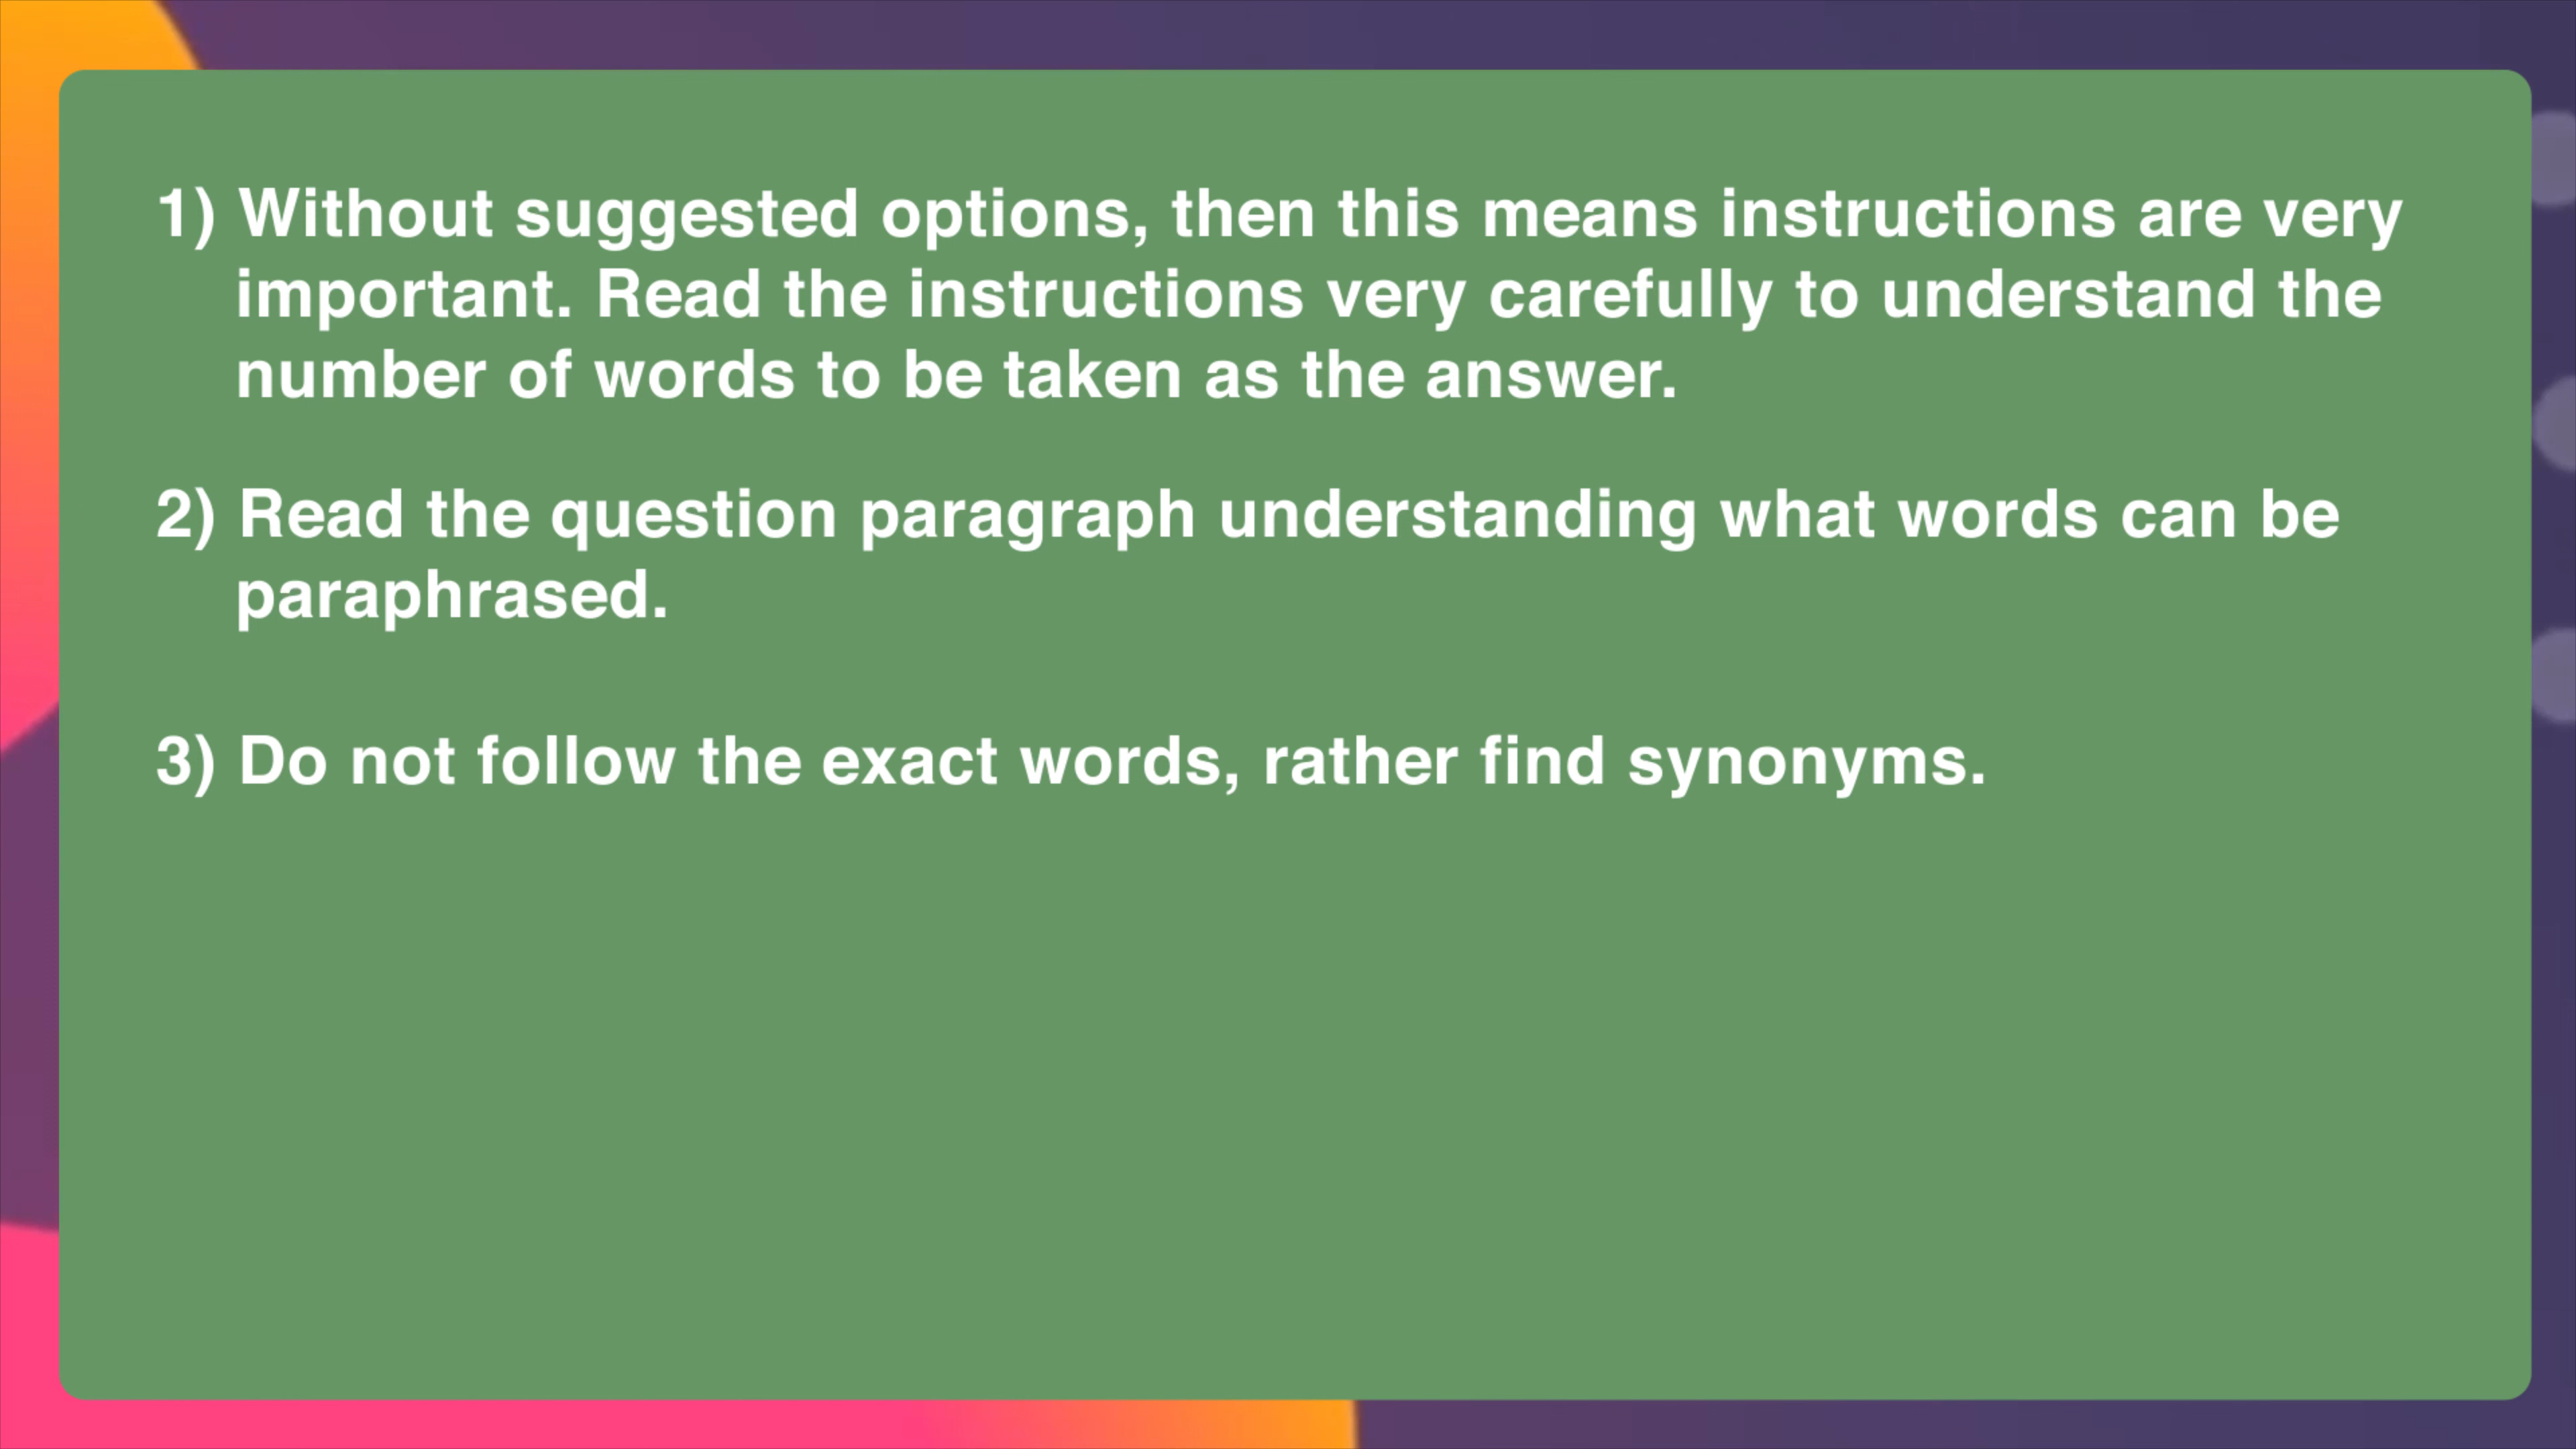 1) Without suggested options, then this means instructions are very
important. Read the instructions very carefully to understand the
number of words to be taken as the answer.
2) Read the question paragraph understanding what words can be
paraphrased.
3) Do not follow the exact words, rather find synonyms.